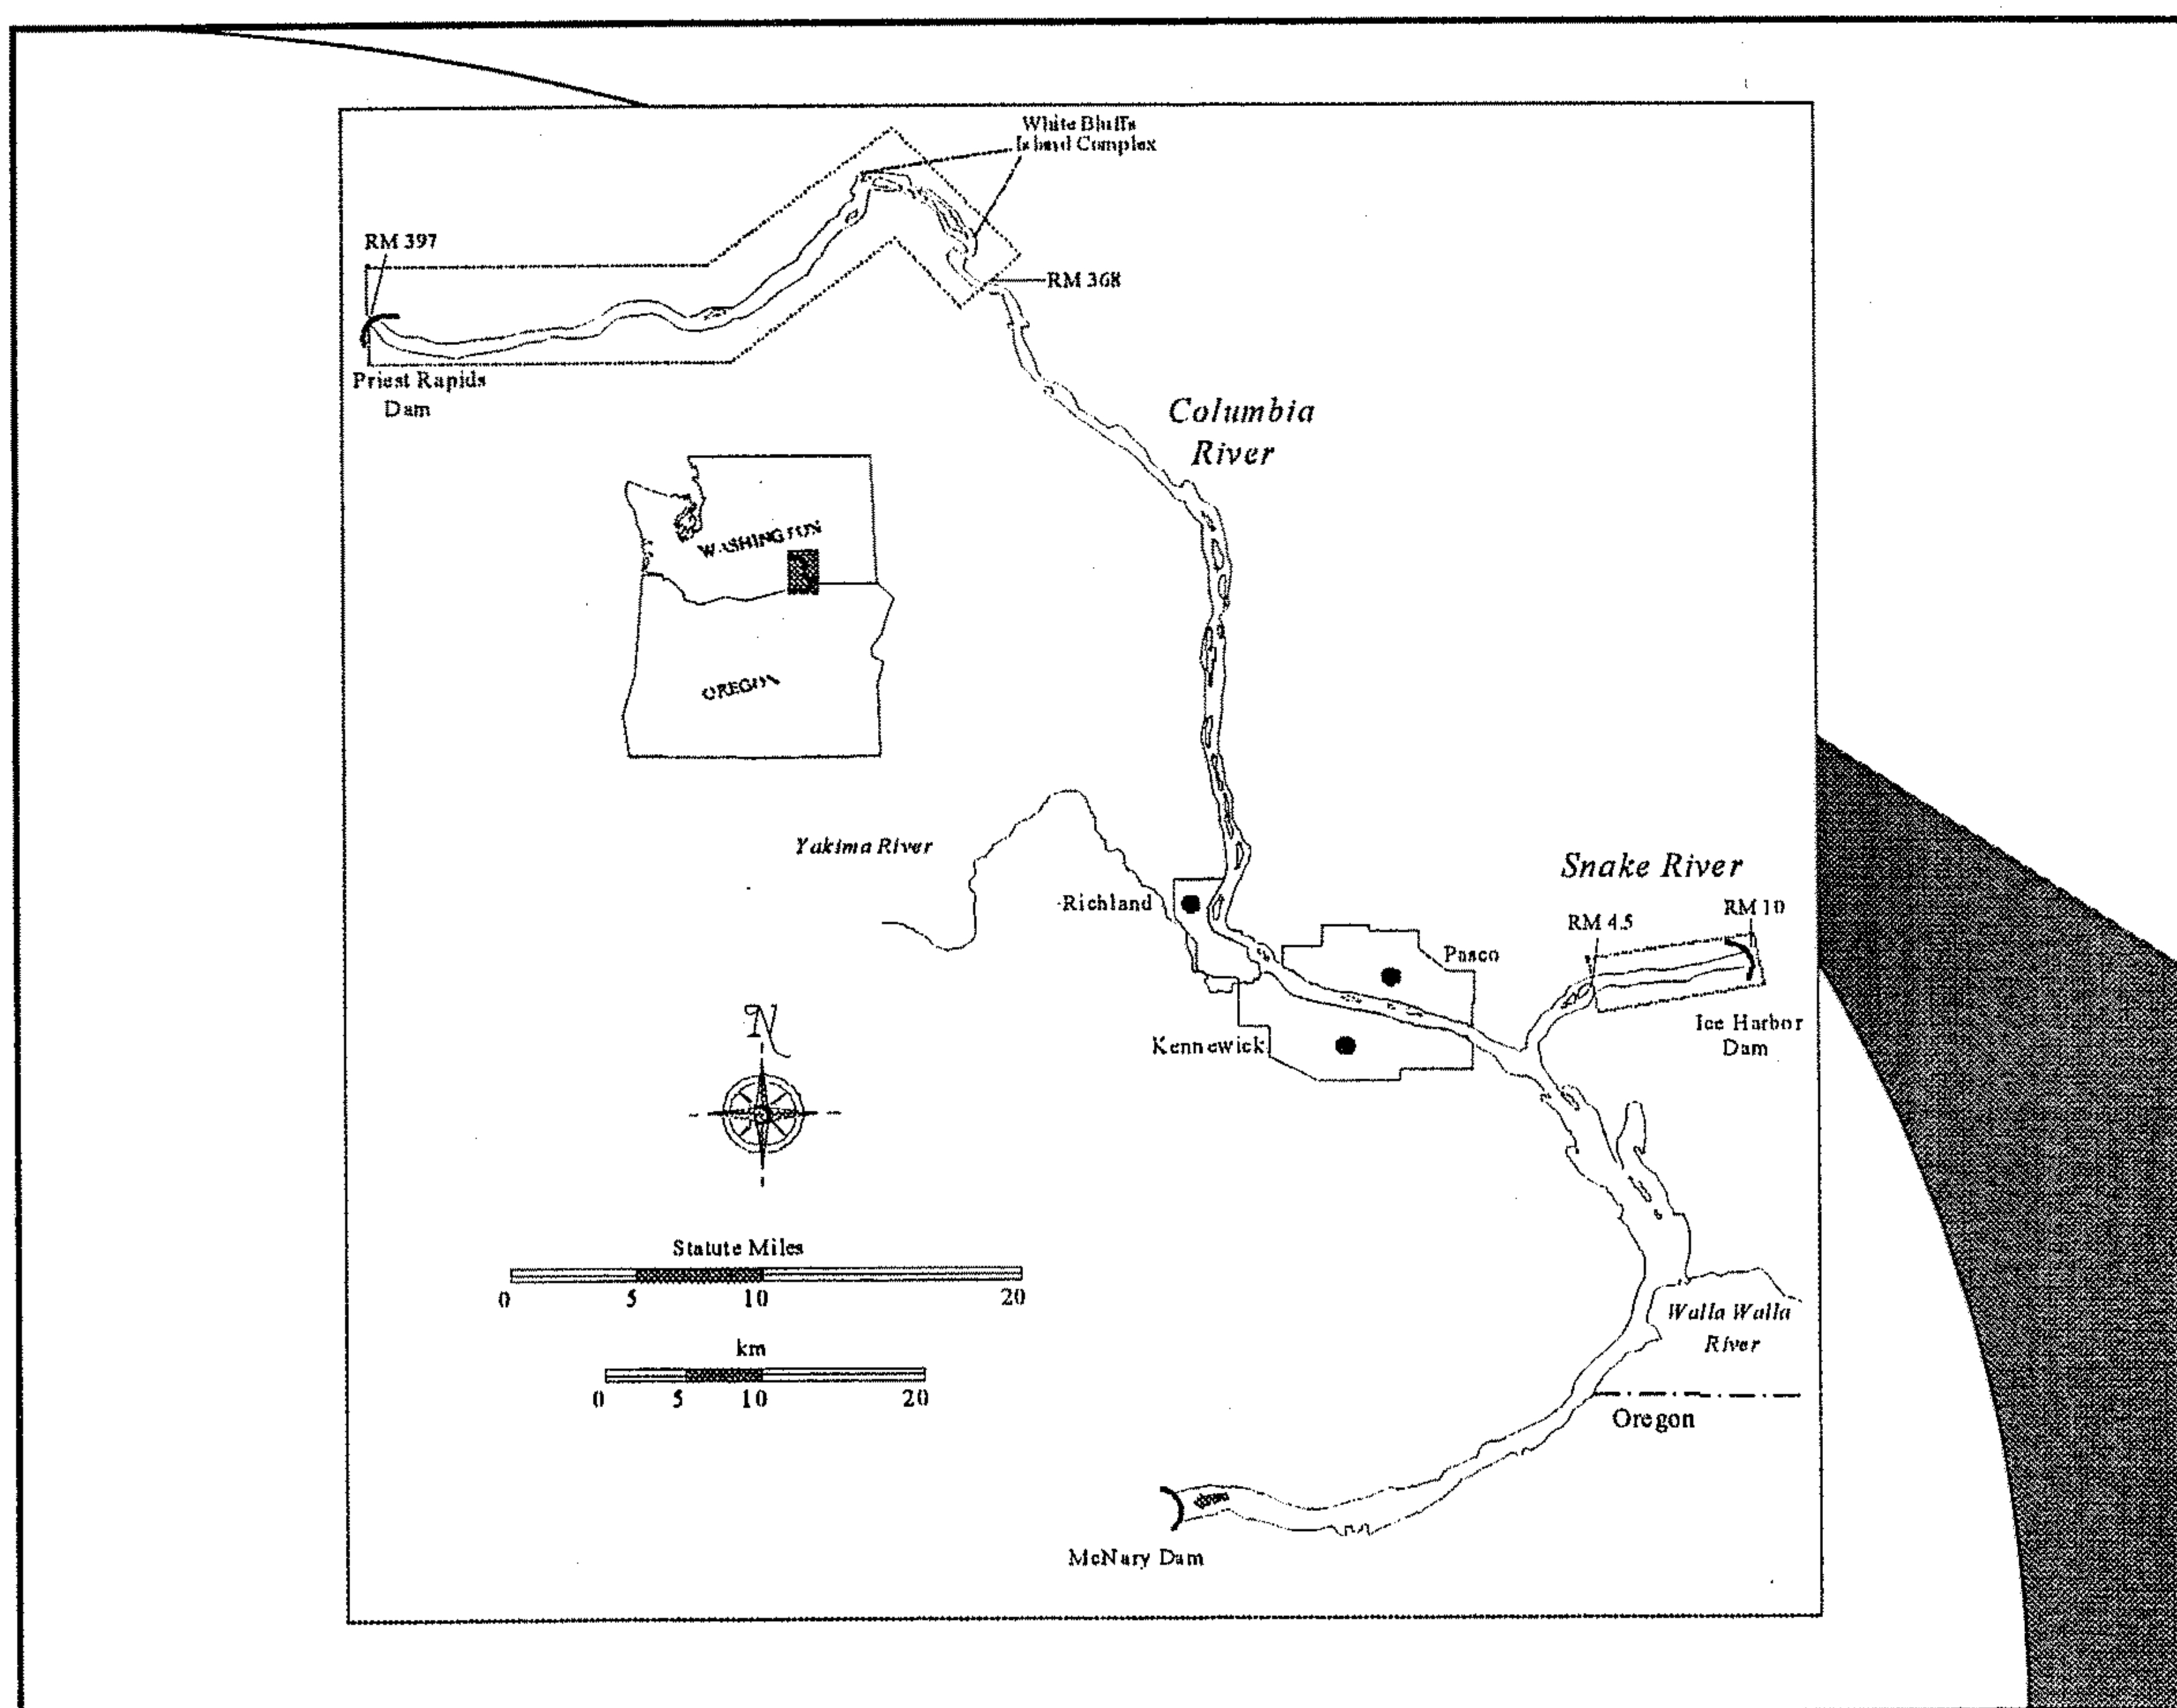 White Bluffs
Island Complex
RM 397
RM 368
Priest Rapids
Dam
Columbia
River
WASHINGTON
OREGON
Yakima River
Snake River
Richland
RM 10
RM 4.5
Pasco
Ice Harbor
Dam
Kennewick
N
Statute Miles
0 5 10 20
km
0 5 10 20
Walla Walla
River
Oregon
McNary Dam